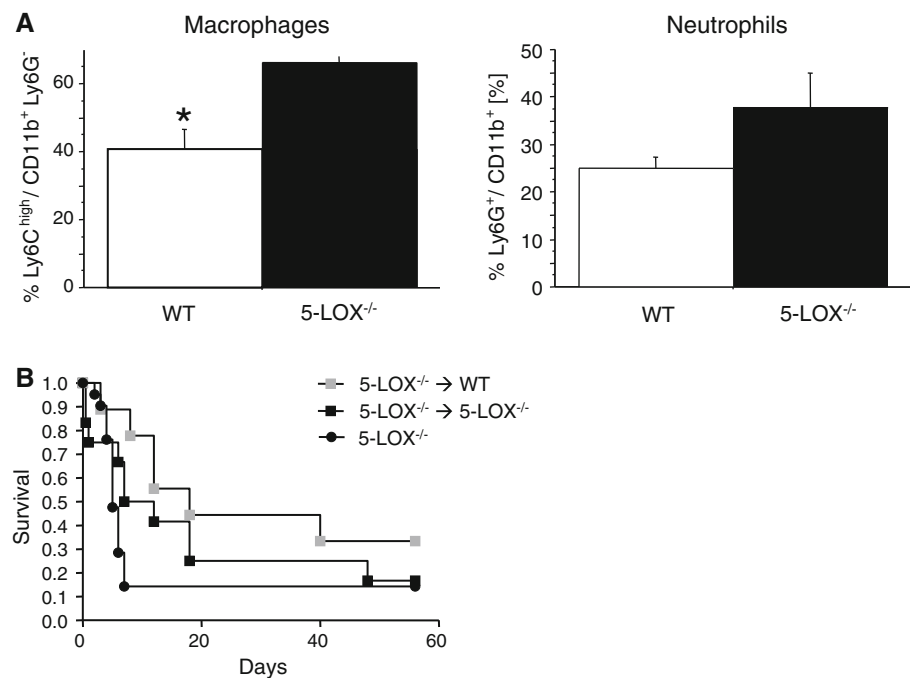 A
Macrophages
% Ly6C^high / CD11b^+ Ly6G^-
60
40
20
0
*
WT
5-LOX^-/-
Neutrophils
% Ly6G^+ / CD11b^+ [%]
50
40
30
20
10
0
WT
5-LOX^-/-
B
Survival
1.0
0.9
0.8
0.7
0.6
0.5
0.4
0.3
0.2
0.1
0.0
0
20
40
60
Days
5-LOX^-/- → WT
5-LOX^-/- → 5-LOX^-/-
5-LOX^-/-